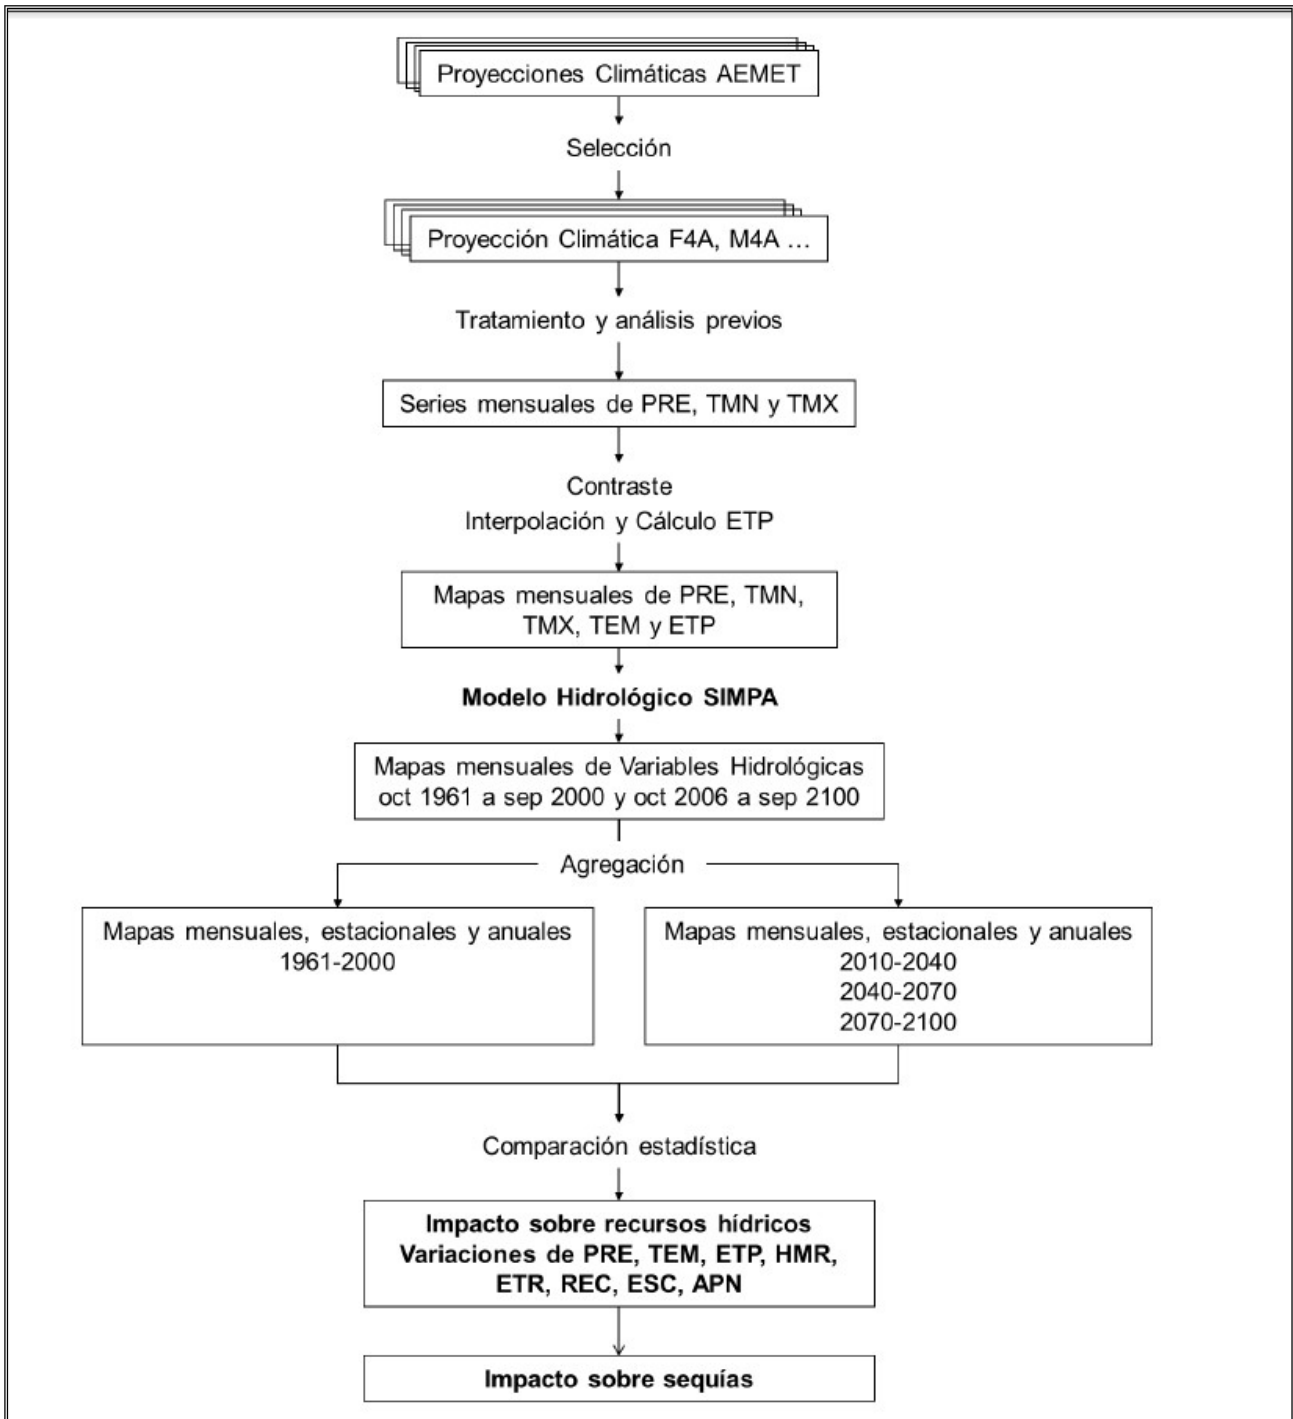 Proyecciones Climáticas AEMET
Selección
Proyección Climática F4A, M4A ...
Tratamiento y análisis previos
Series mensuales de PRE, TMN y TMX
Contraste
Interpolación y Cálculo ETP
Mapas mensuales de PRE, TMN,
TMX, TEM y ETP
Modelo Hidrológico SIMPA
Mapas mensuales de Variables Hidrológicas
oct 1961 a sep 2000 y oct 2006 a sep 2100
Agregación
Mapas mensuales, estacionales y anuales
1961-2000
Mapas mensuales, estacionales y anuales
2010-2040
2040-2070
2070-2100
Comparación estadística
Impacto sobre recursos hídricos
Variaciones de PRE, TEM, ETP, HMR,
ETR, REC, ESC, APN
Impacto sobre sequías